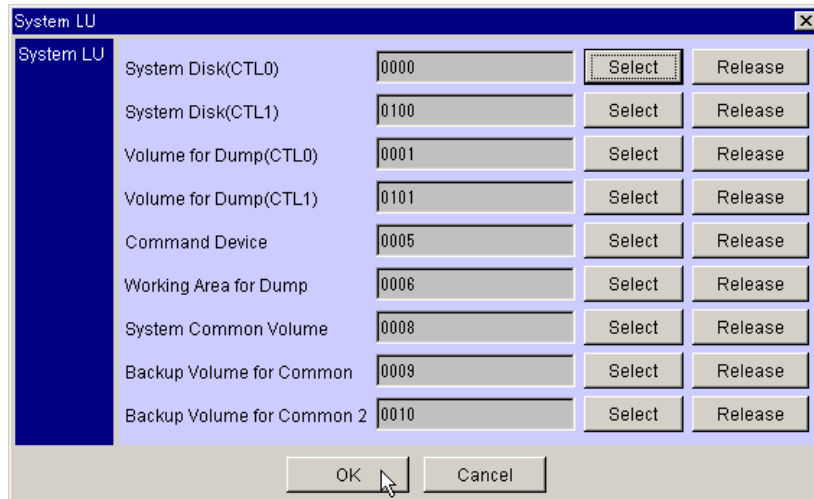 System LU
System LU
System Disk(CTL0) 0000 Select Release
System Disk(CTL1) 0100 Select Release
Volume for Dump(CTL0) 0001 Select Release
Volume for Dump(CTL1) 0101 Select Release
Command Device 0005 Select Release
Working Area for Dump 0006 Select Release
System Common Volume 0008 Select Release
Backup Volume for Common 0009 Select Release
Backup Volume for Common 2 0010 Select Release
OK Cancel